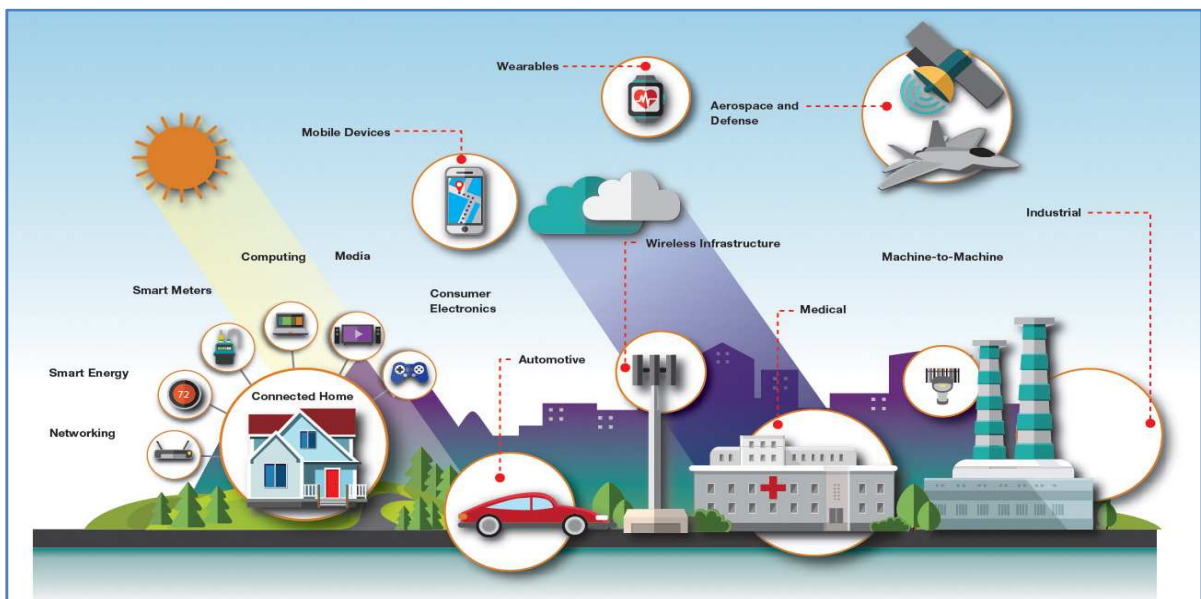 Wearables
Aerospace and
Defense
Mobile Devices
Industrial
Wireless Infrastructure
Computing
Media
Machine-to-Machine
Smart Meters
Consumer
Electronics
Medical
Automotive
Smart Energy
72
Connected Home
Networking